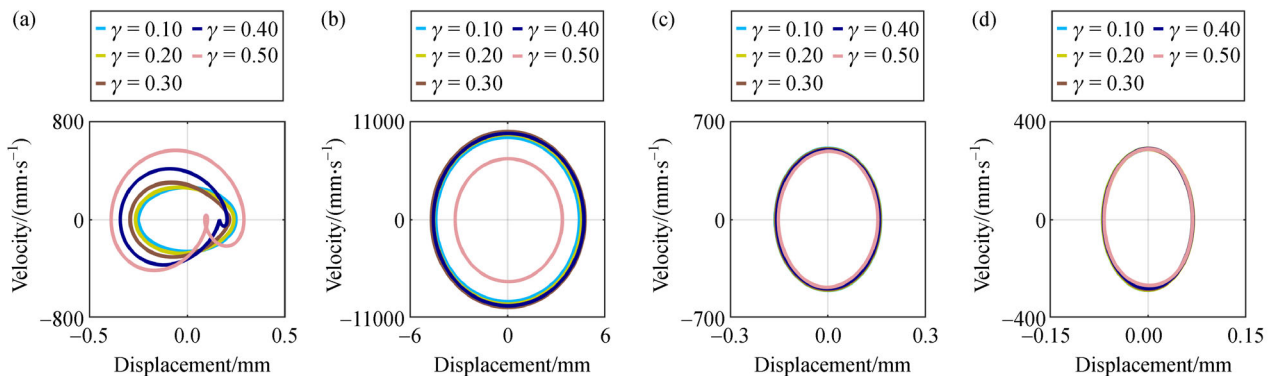 (a)
γ = 0.10 γ = 0.40
γ = 0.20 γ = 0.50
γ = 0.30
800
0
−800
Velocity/(mm·s−1)
−0.5 0.0 0.5
Displacement/mm
(b)
γ = 0.10 γ = 0.40
γ = 0.20 γ = 0.50
γ = 0.30
11000
0
−11000
Velocity/(mm·s−1)
−6 0 6
Displacement/mm
(c)
γ = 0.10 γ = 0.40
γ = 0.20 γ = 0.50
γ = 0.30
700
0
−700
Velocity/(mm·s−1)
−0.3 0.0 0.3
Displacement/mm
(d)
γ = 0.10 γ = 0.40
γ = 0.20 γ = 0.50
γ = 0.30
400
0
−400
Velocity/(mm·s−1)
−0.15 0.00 0.15
Displacement/mm